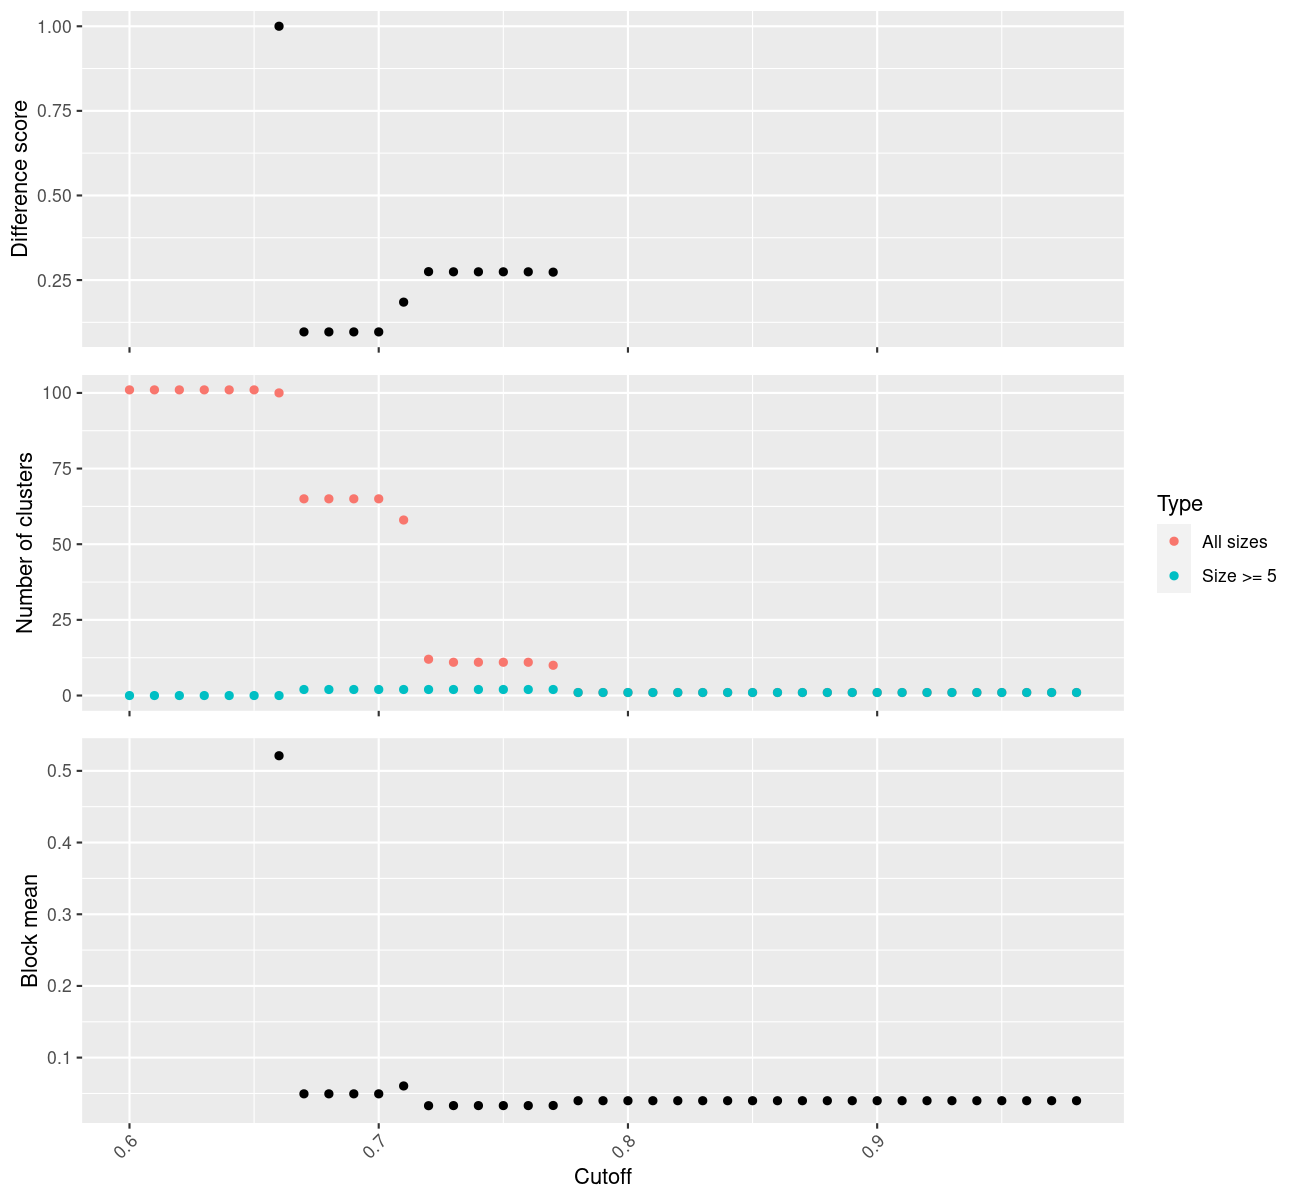 1.00
0.75
0.50
0.25
Difference score
100
75
50
25
0
Number of clusters
Type
All sizes
Size >= 5
0.5
0.4
0.3
0.2
0.1
Block mean
0.6 0.7 0.8 0.9
Cutoff